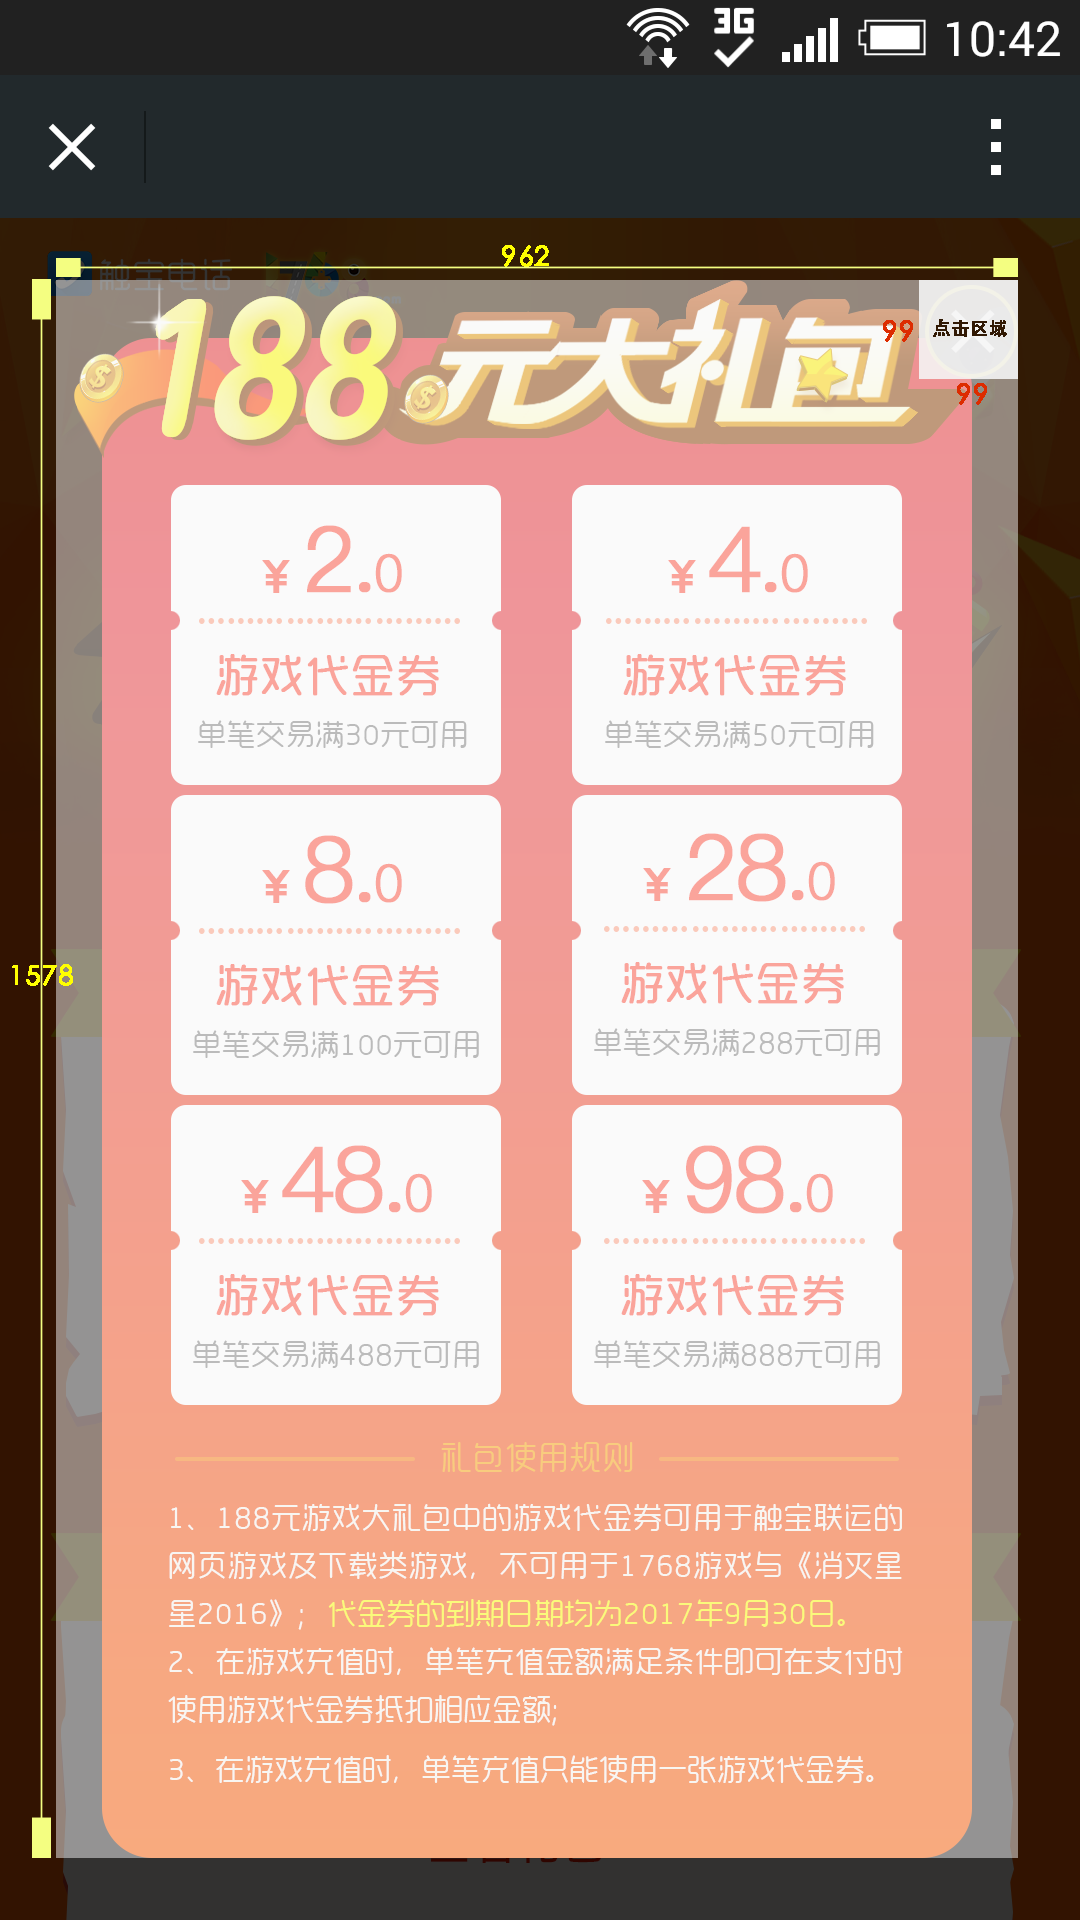 3G 10:42
触宝电话
962
188元大礼包
99 点击区域
99
¥ 2.0
¥ 4.0
游戏代金券
游戏代金券
单笔交易满30元可用
单笔交易满50元可用
¥ 8.0
¥ 28.0
1578
游戏代金券
游戏代金券
单笔交易满100元可用
单笔交易满288元可用
¥ 48.0
¥ 98.0
游戏代金券
游戏代金券
单笔交易满488元可用
单笔交易满888元可用
礼包使用规则
1、188元游戏大礼包中的游戏代金券可用于触宝联运的
网页游戏及下载类游戏，不可用于1768游戏与《消灭星
星2016》；代金券的到期日期均为2017年9月30日。
2、在游戏充值时，单笔充值金额满足条件即可在支付时
使用游戏代金券抵扣相应金额;
3、在游戏充值时，单笔充值只能使用一张游戏代金券。